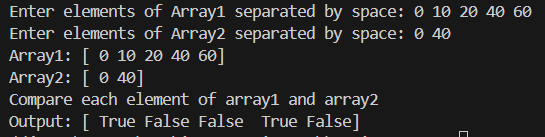 Enter elements of Array1 separated by space: 0 10 20 40 60
Enter elements of Array2 separated by space: 0 40
Array1: [ 0 10 20 40 60]
Array2: [ 0 40]
Compare each element of array1 and array2
Output: [ True False False  True False]